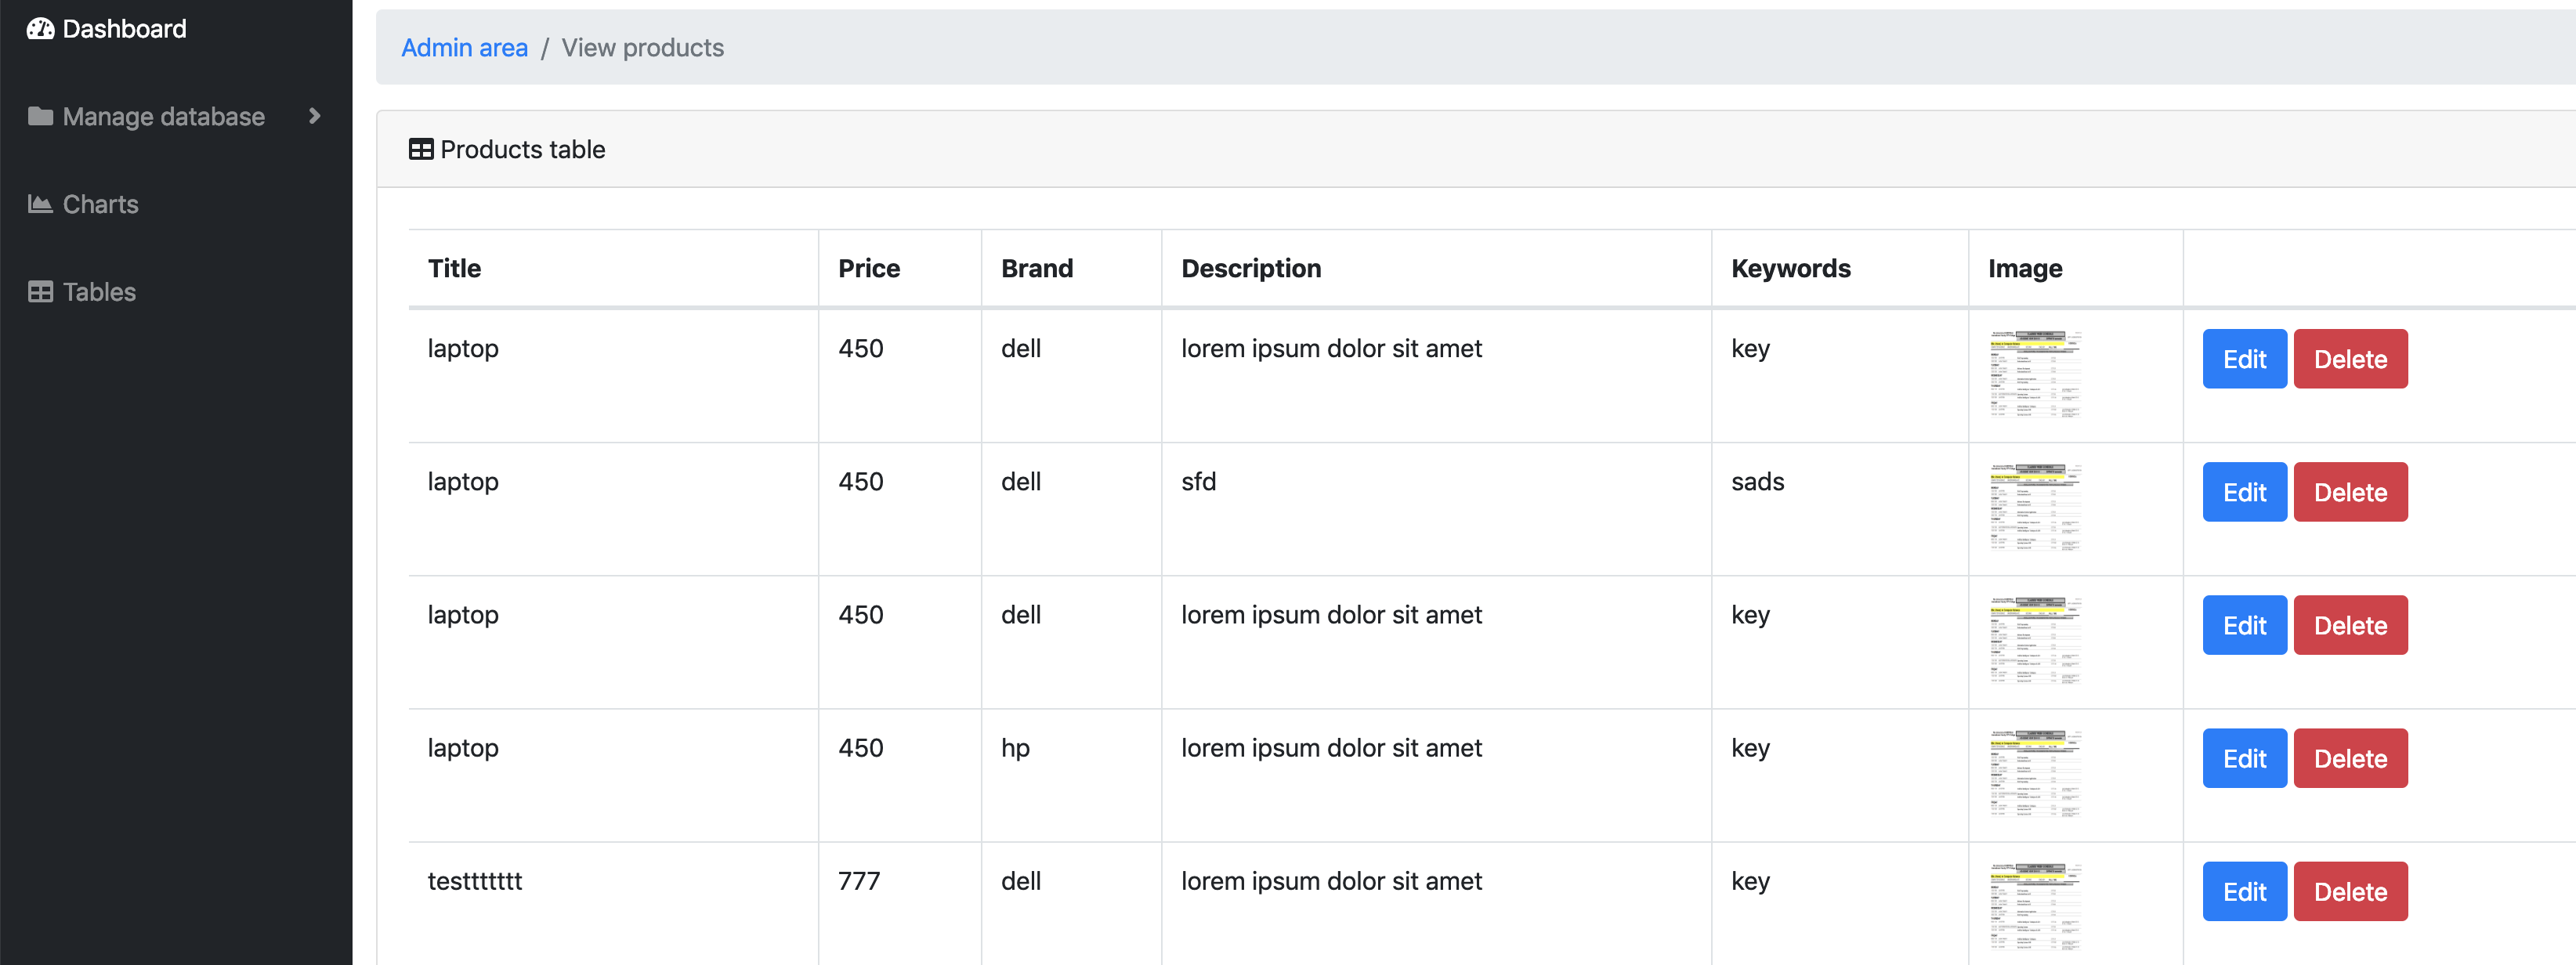 Dashboard
Manage database
Charts
Tables
Admin area / View products
Products table
Title Price Brand Description Keywords Image
laptop 450 dell lorem ipsum dolor sit amet key Edit Delete
laptop 450 dell sfd sads Edit Delete
laptop 450 dell lorem ipsum dolor sit amet key Edit Delete
laptop 450 hp lorem ipsum dolor sit amet key Edit Delete
testttttt 777 dell lorem ipsum dolor sit amet key Edit Delete